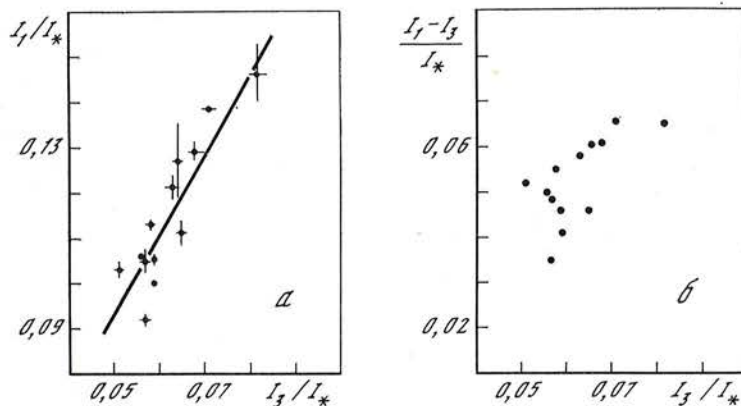 I₁/I*
0,13
0,09
0,05
0,07
I₃/I*
а
I₁−I₃
I*
0,06
0,02
0,05
0,07
I₃/I*
б